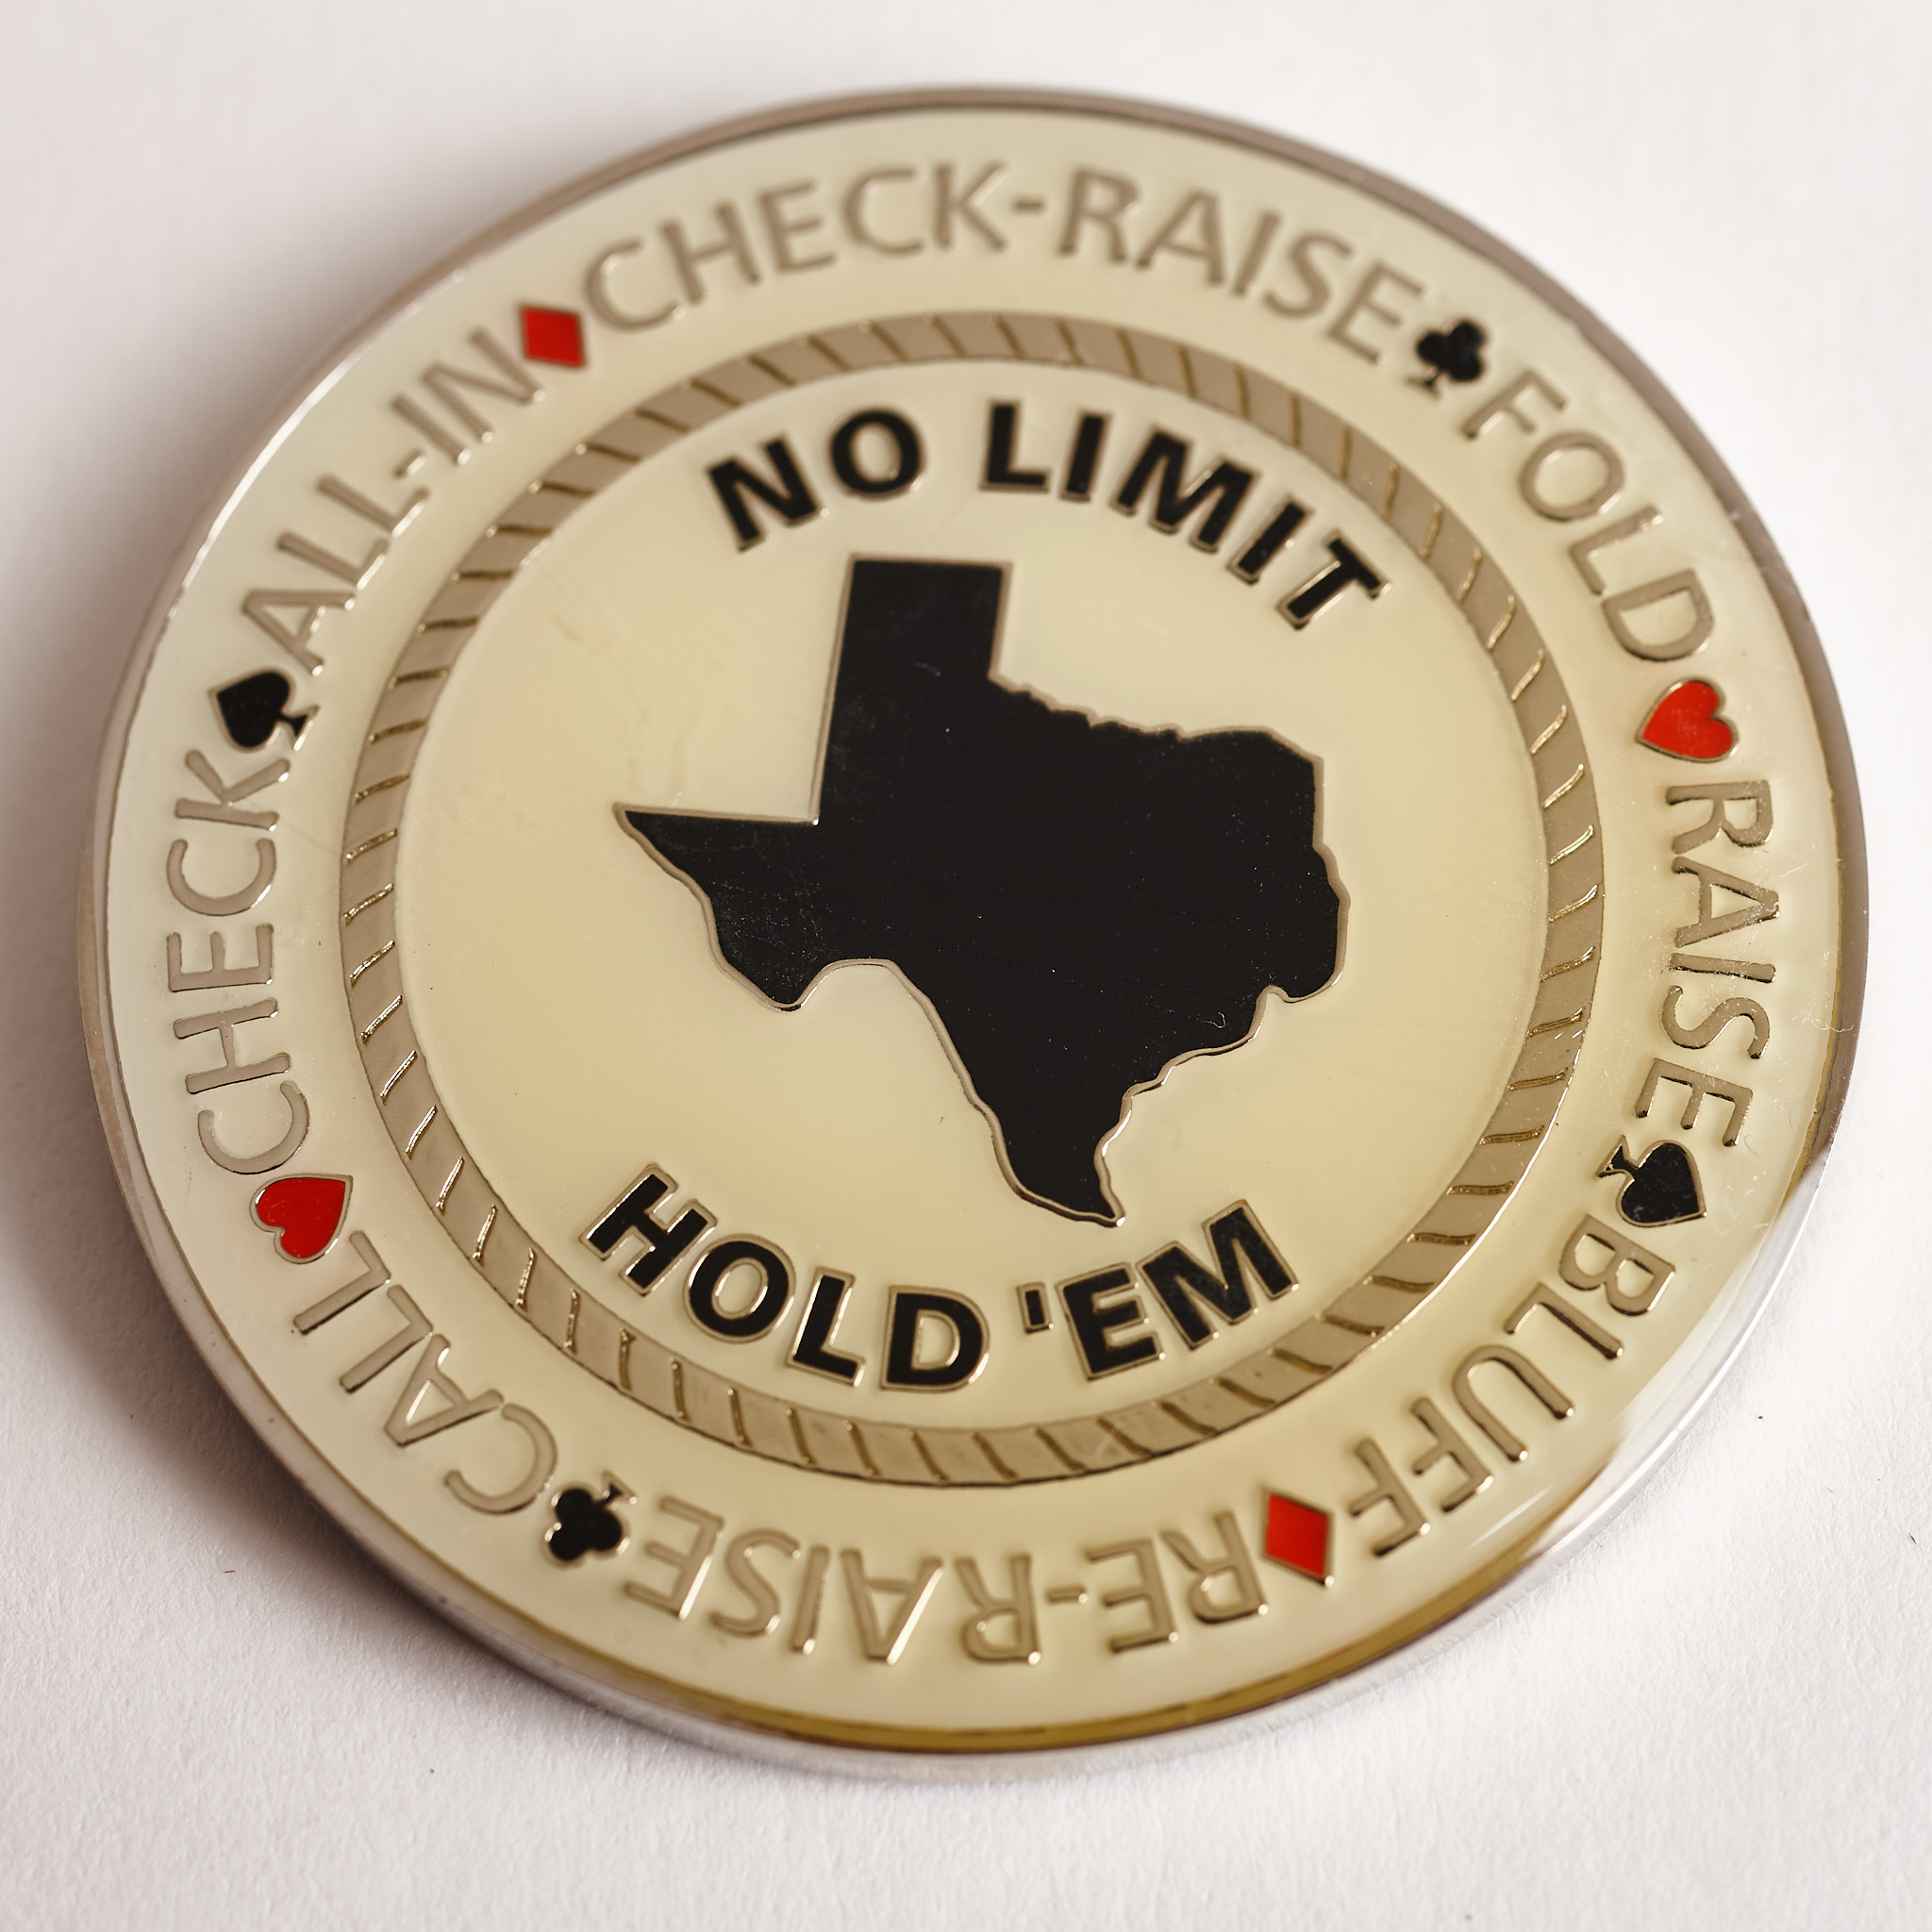 NO LIMIT
HOLD 'EM
CHECK-RAISE♣FOLD♥RAISE♠BLUFF♦RE-RAISE♣CALL♥CHECK♠ALL-IN♦